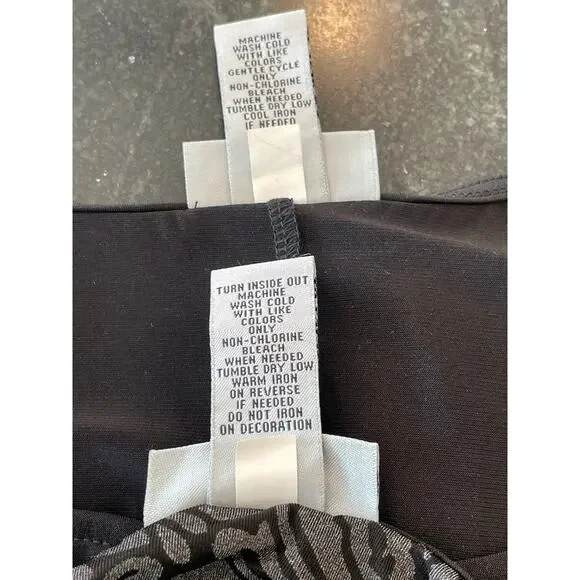 MACHINE
WASH COLD
WITH LIKE
COLORS
GENTLE CYCLE
ONLY
NON-CHLORINE
BLEACH
WHEN NEEDED
TUMBLE DRY LOW
COOL IRON
IF NEEDED
TURN INSIDE OUT
MACHINE
WASH COLD
WITH LIKE
COLORS
ONLY
NON-CHLORINE
BLEACH
WHEN NEEDED
TUMBLE DRY LOW
WARM IRON
ON REVERSE
IF NEEDED
DO NOT IRON
ON DECORATION